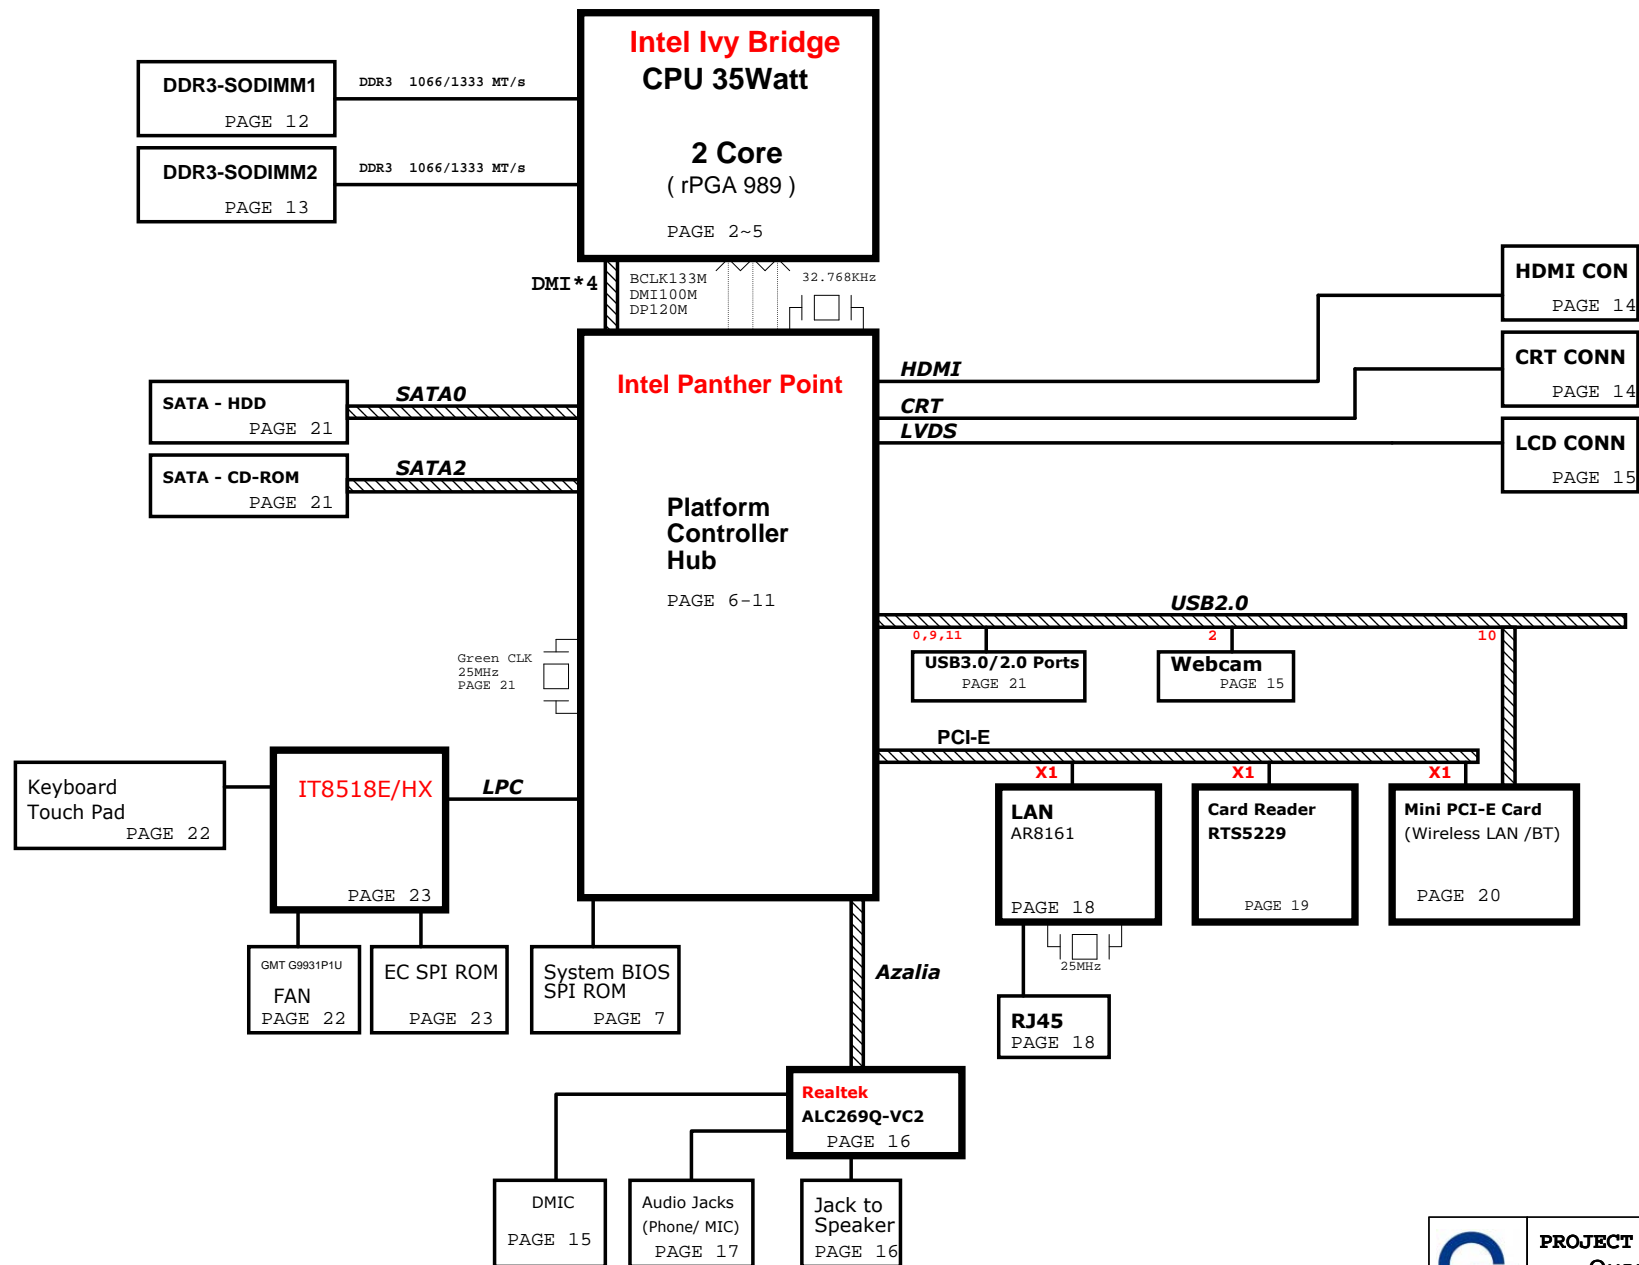 Intel Ivy Bridge
CPU 35Watt
2 Core
( rPGA 989 )
PAGE 2~5
DDR3-SODIMM1
PAGE 12
DDR3 1066/1333 MT/s
DDR3-SODIMM2
PAGE 13
DDR3 1066/1333 MT/s
DMI*4
BCLK133M
DMI100M
DP120M
32.768KHz
HDMI CON
PAGE 14
CRT CONN
PAGE 14
LCD CONN
PAGE 15
HDMI
CRT
LVDS
Intel Panther Point
Platform
Controller
Hub
PAGE 6-11
SATA - HDD
PAGE 21
SATA0
SATA - CD-ROM
PAGE 21
SATA2
USB2.0
0,9,11
2
10
USB3.0/2.0 Ports
PAGE 21
Webcam
PAGE 15
Green CLK
25MHz
PAGE 21
PCI-E
X1
X1
X1
Keyboard
Touch Pad
PAGE 22
IT8518E/HX
PAGE 23
LPC
LAN
AR8161
PAGE 18
Card Reader
RTS5229
PAGE 19
Mini PCI-E Card
(Wireless LAN /BT)
PAGE 20
25MHz
GMT G9931P1U
FAN
PAGE 22
EC SPI ROM
PAGE 23
System BIOS
SPI ROM
PAGE 7
Azalia
RJ45
PAGE 18
Realtek
ALC269Q-VC2
PAGE 16
DMIC
PAGE 15
Audio Jacks
(Phone/ MIC)
PAGE 17
Jack to
Speaker
PAGE 16
PROJECT